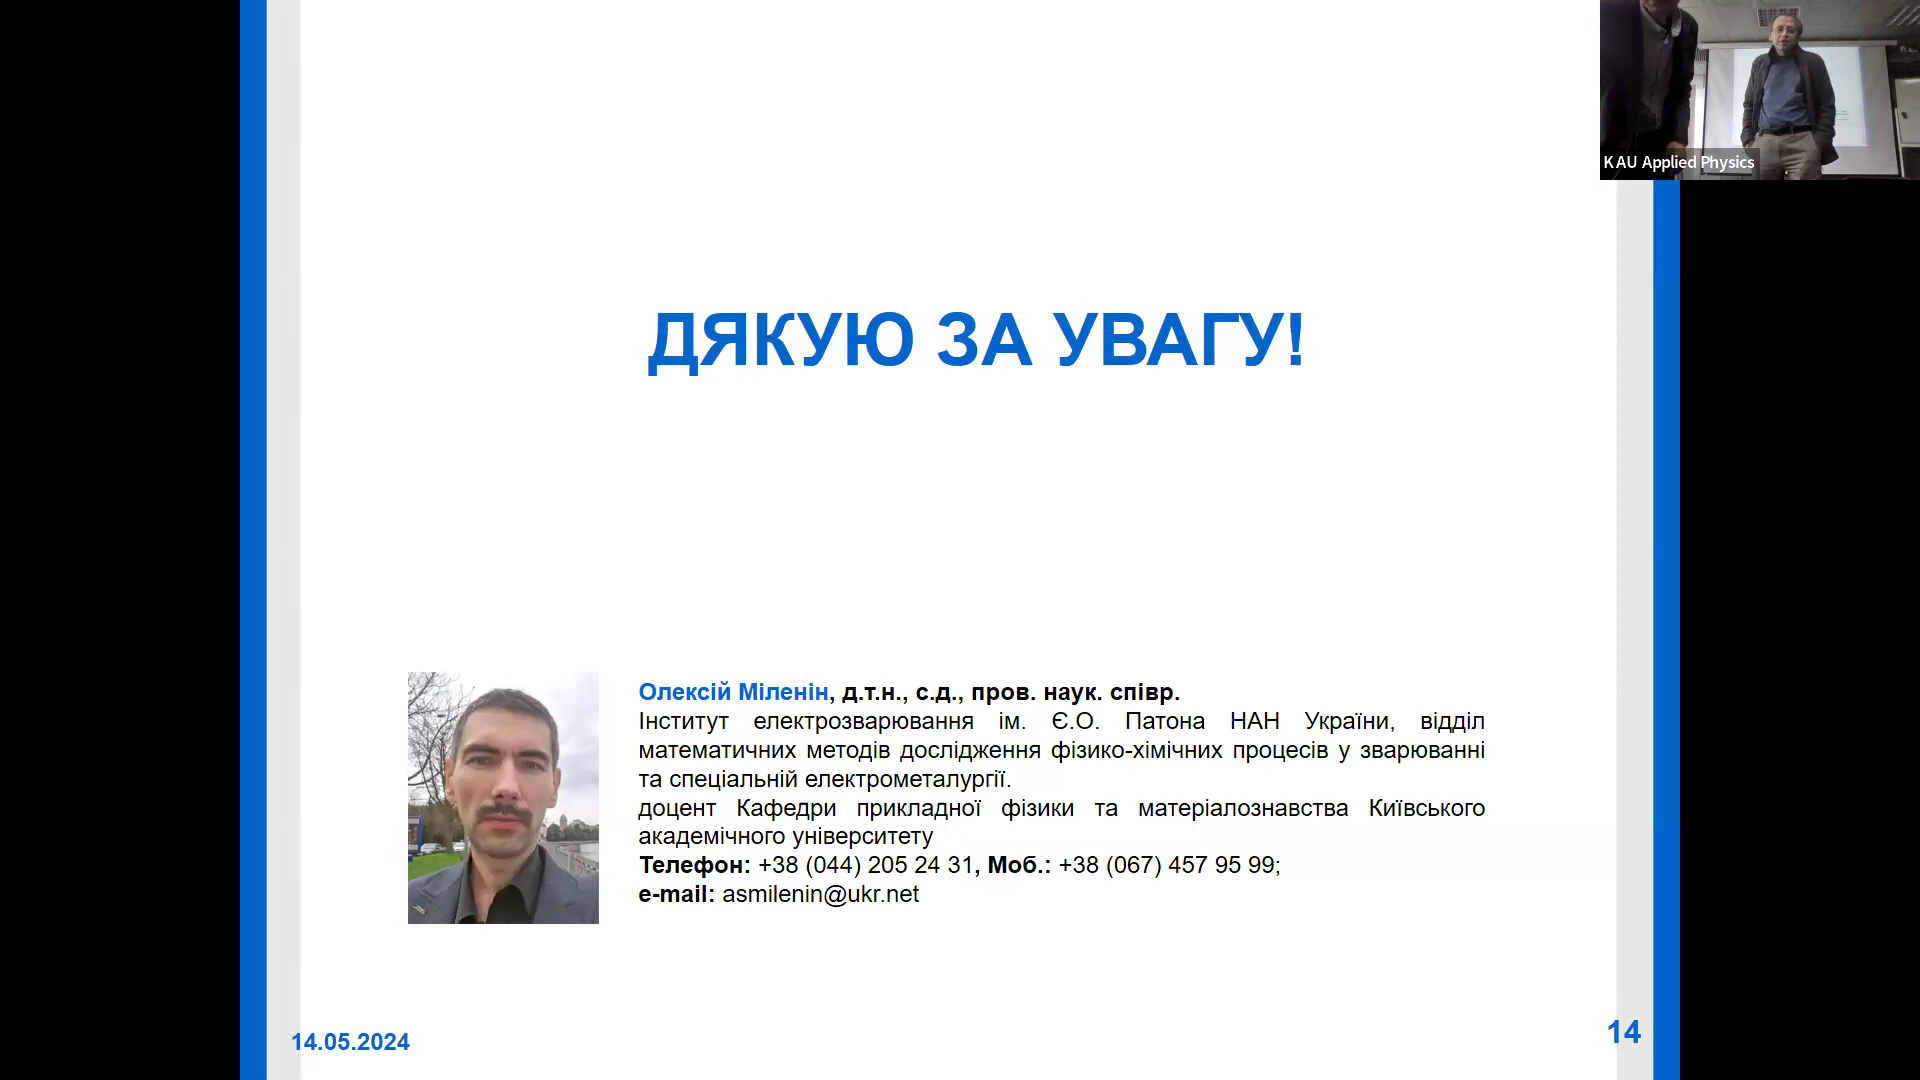 KAU Applied Physics
ДЯКУЮ ЗА УВАГУ!
Олексій Міленін, д.т.н., с.д., пров. наук. співр.
Інститут електрозварювання ім. Є.О. Патона НАН України, відділ
математичних методів дослідження фізико-хімічних процесів у зварюванні
та спеціальній електрометалургії.
доцент Кафедри прикладної фізики та матеріалознавства Київського
академічного університету
Телефон: +38 (044) 205 24 31, Моб.: +38 (067) 457 95 99;
e-mail: asmilenin@ukr.net
14.05.2024
14